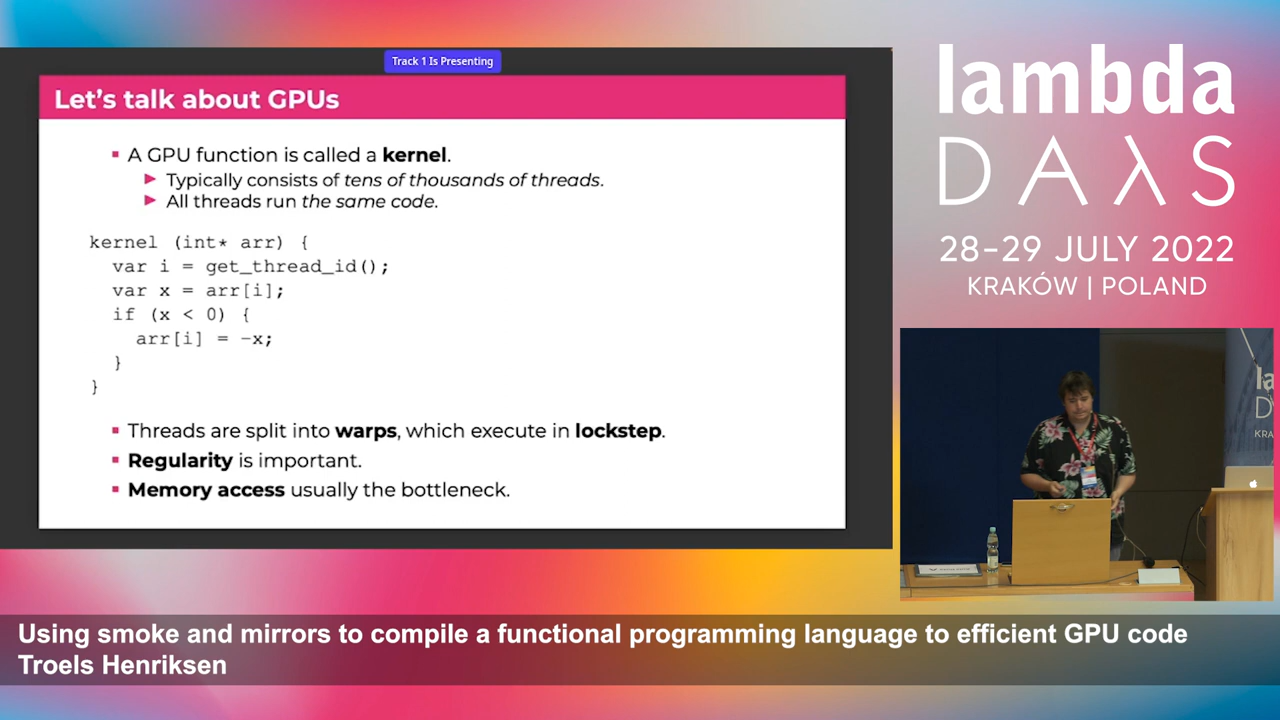 Track 1 Is Presenting
Let's talk about GPUs
A GPU function is called a kernel.
Typically consists of tens of thousands of threads.
All threads run the same code.
kernel (int* arr) {
var i = get_thread_id();
var x = arr[i];
if (x < 0) {
arr[i] = -x;
}
}
Threads are split into warps, which execute in lockstep.
Regularity is important.
Memory access usually the bottleneck.
lambda
DAλS
28–29 JULY 2022
KRAKÓW | POLAND
la
D
KRA
Using smoke and mirrors to compile a functional programming language to efficient GPU code
Troels Henriksen